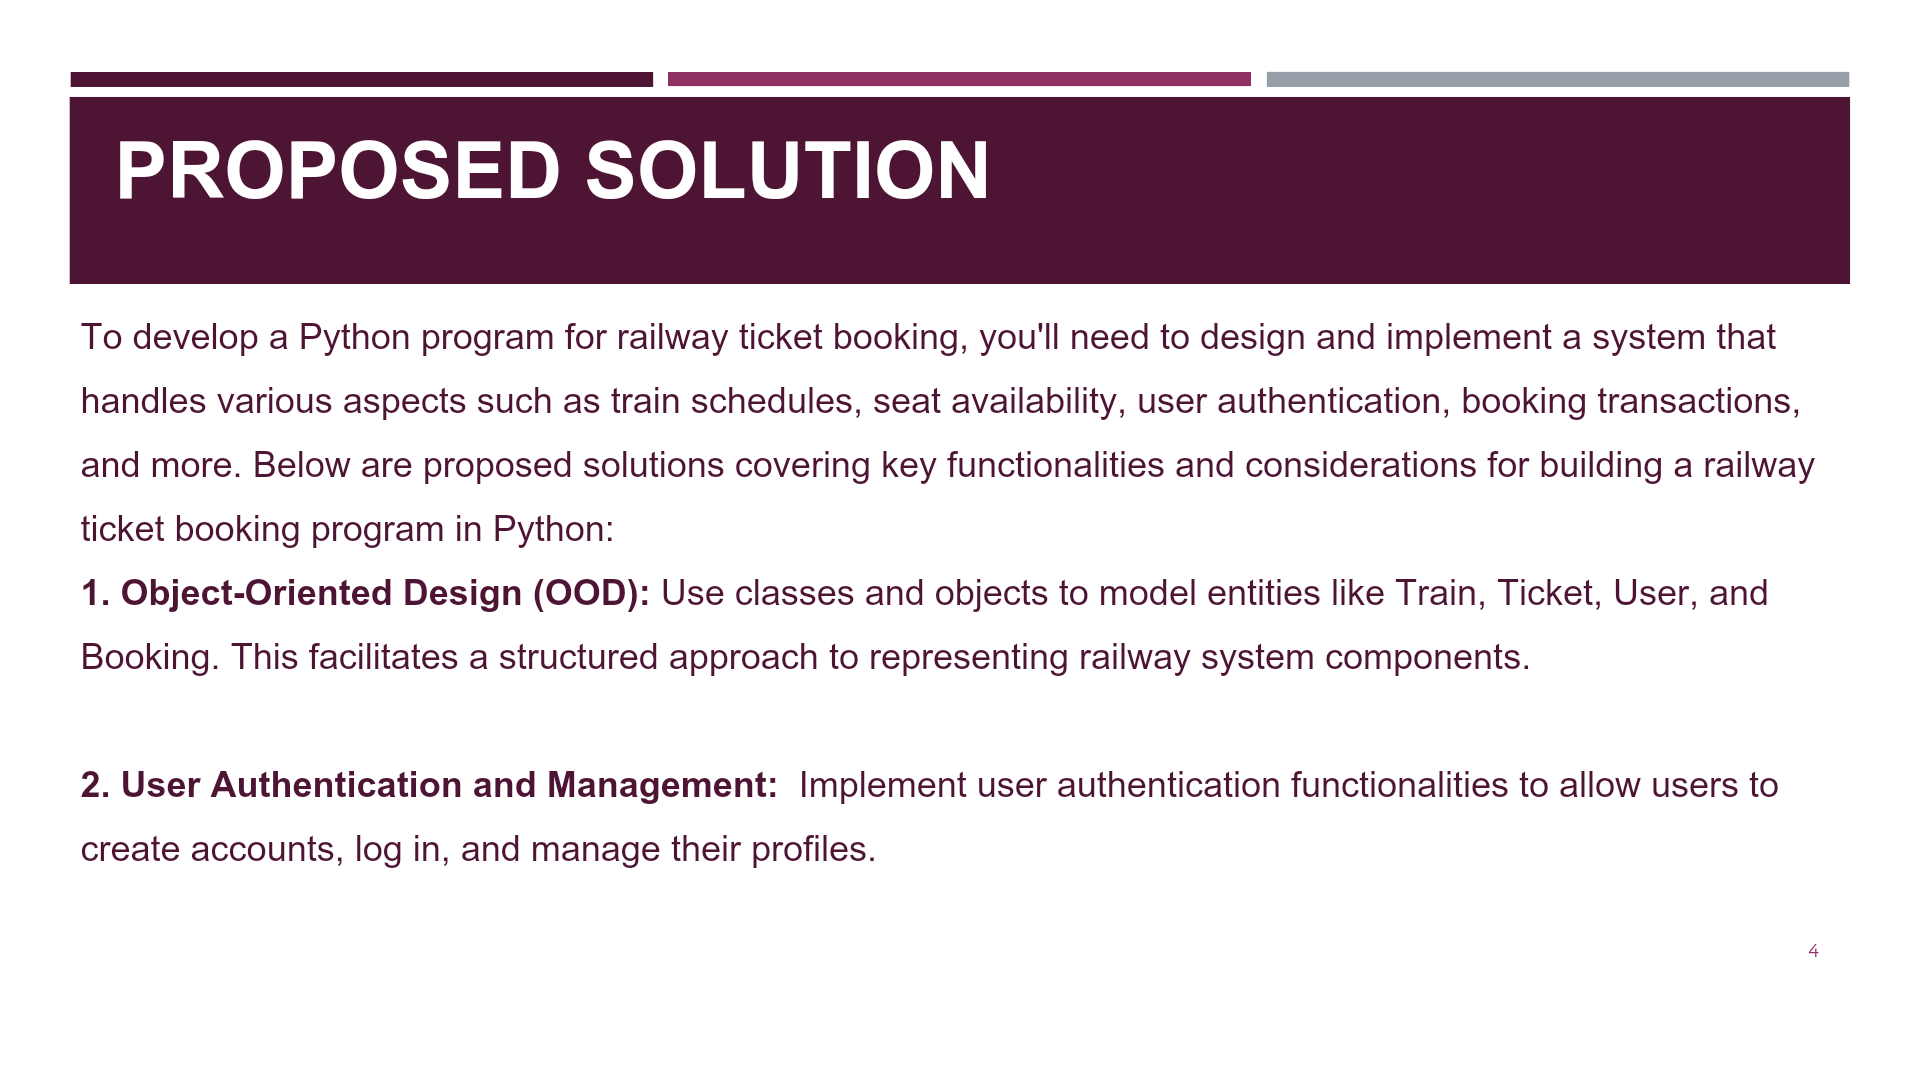 PROPOSED SOLUTION
To develop a Python program for railway ticket booking, you'll need to design and implement a system that
handles various aspects such as train schedules, seat availability, user authentication, booking transactions,
and more. Below are proposed solutions covering key functionalities and considerations for building a railway
ticket booking program in Python:
1. Object-Oriented Design (OOD): Use classes and objects to model entities like Train, Ticket, User, and
Booking. This facilitates a structured approach to representing railway system components.
2. User Authentication and Management:  Implement user authentication functionalities to allow users to
create accounts, log in, and manage their profiles.
4